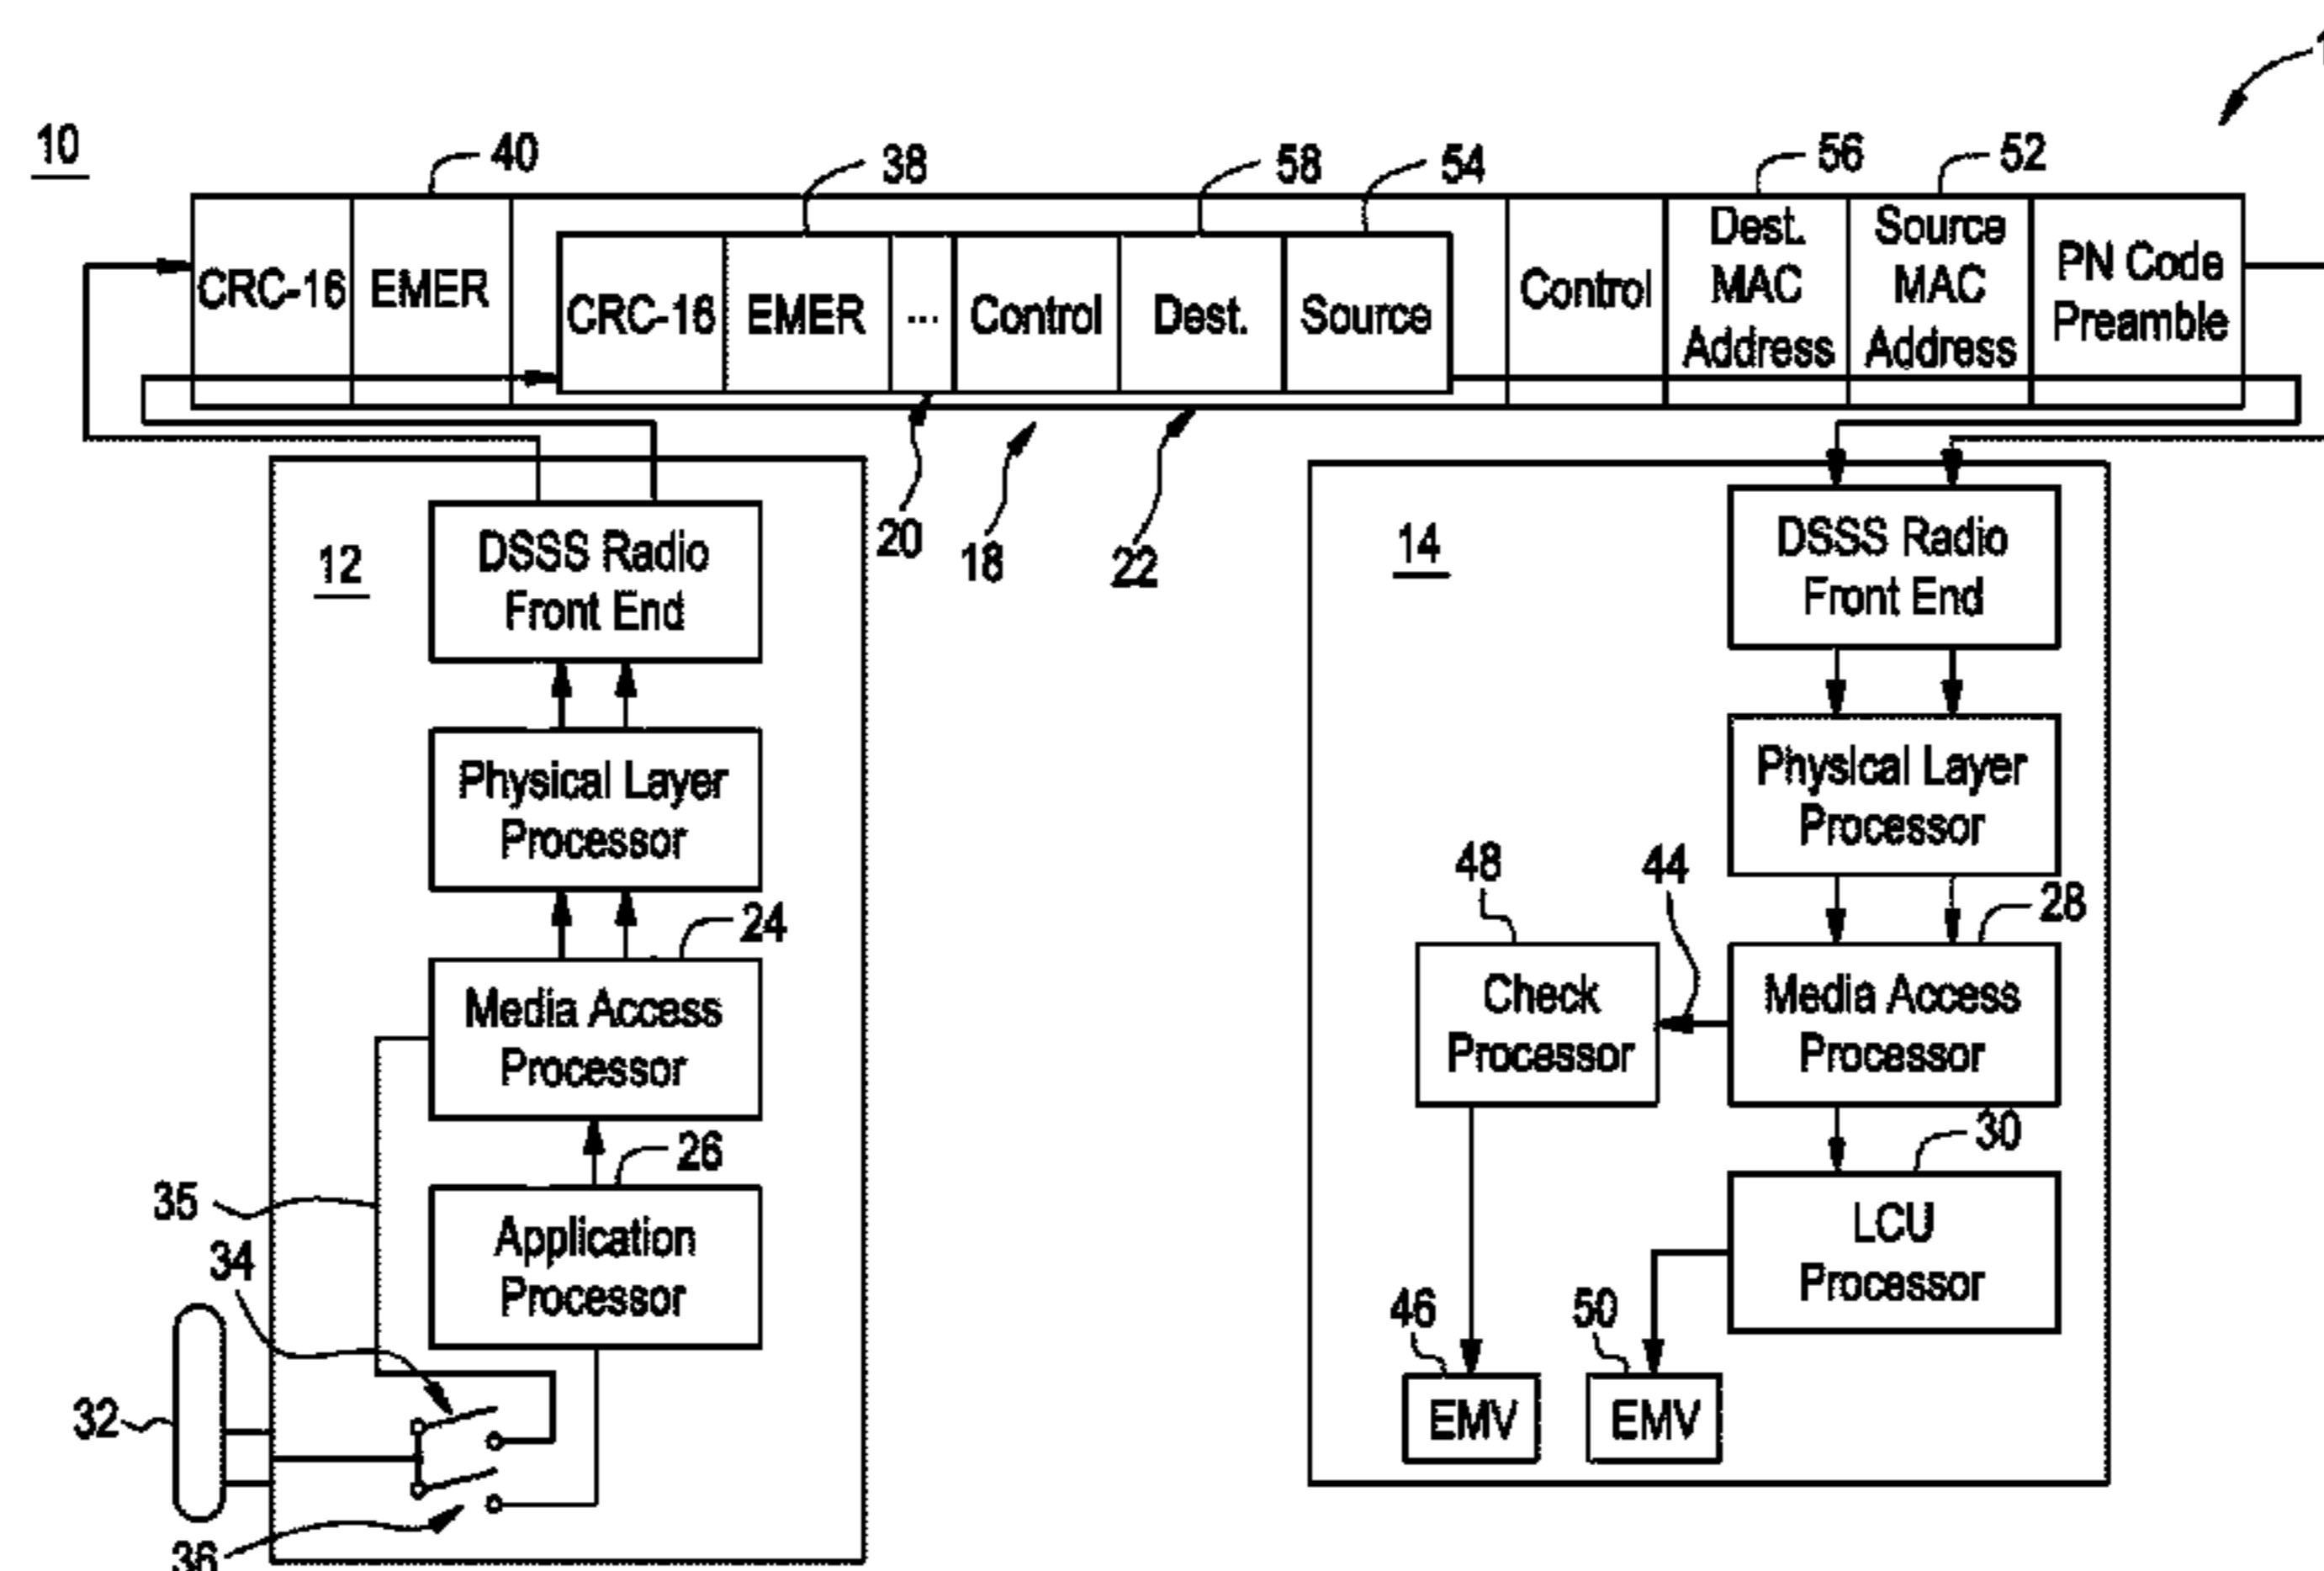 10
40
38
58
54
56
52
CRC-16
EMER
CRC-16
EMER
...
Control
Dest.
Source
Control
Dest.
MAC
Address
Source
MAC
Address
PN Code
Preamble
20
18
22
12
DSSS Radio
Front End
Physical Layer
Processor
24
Media Access
Processor
26
Application
Processor
35
34
32
36
14
DSSS Radio
Front End
Physical Layer
Processor
48
44
28
Check
Processor
Media Access
Processor
30
LCU
Processor
46
50
EMV
EMV